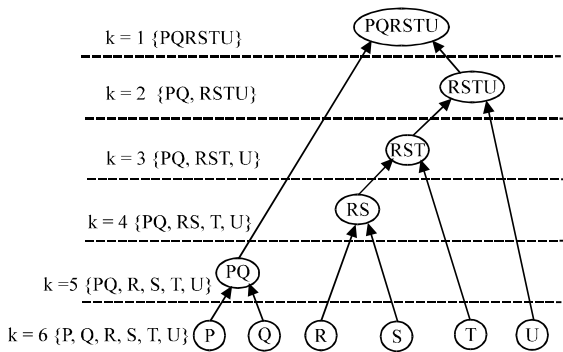 k = 1 {PQRSTU} PQRSTU
k = 2 {PQ, RSTU} RSTU
k = 3 {PQ, RST, U} RST
k = 4 {PQ, RS, T, U} RS
k =5 {PQ, R, S, T, U} PQ
k = 6 {P, Q, R, S, T, U} P Q R S T U